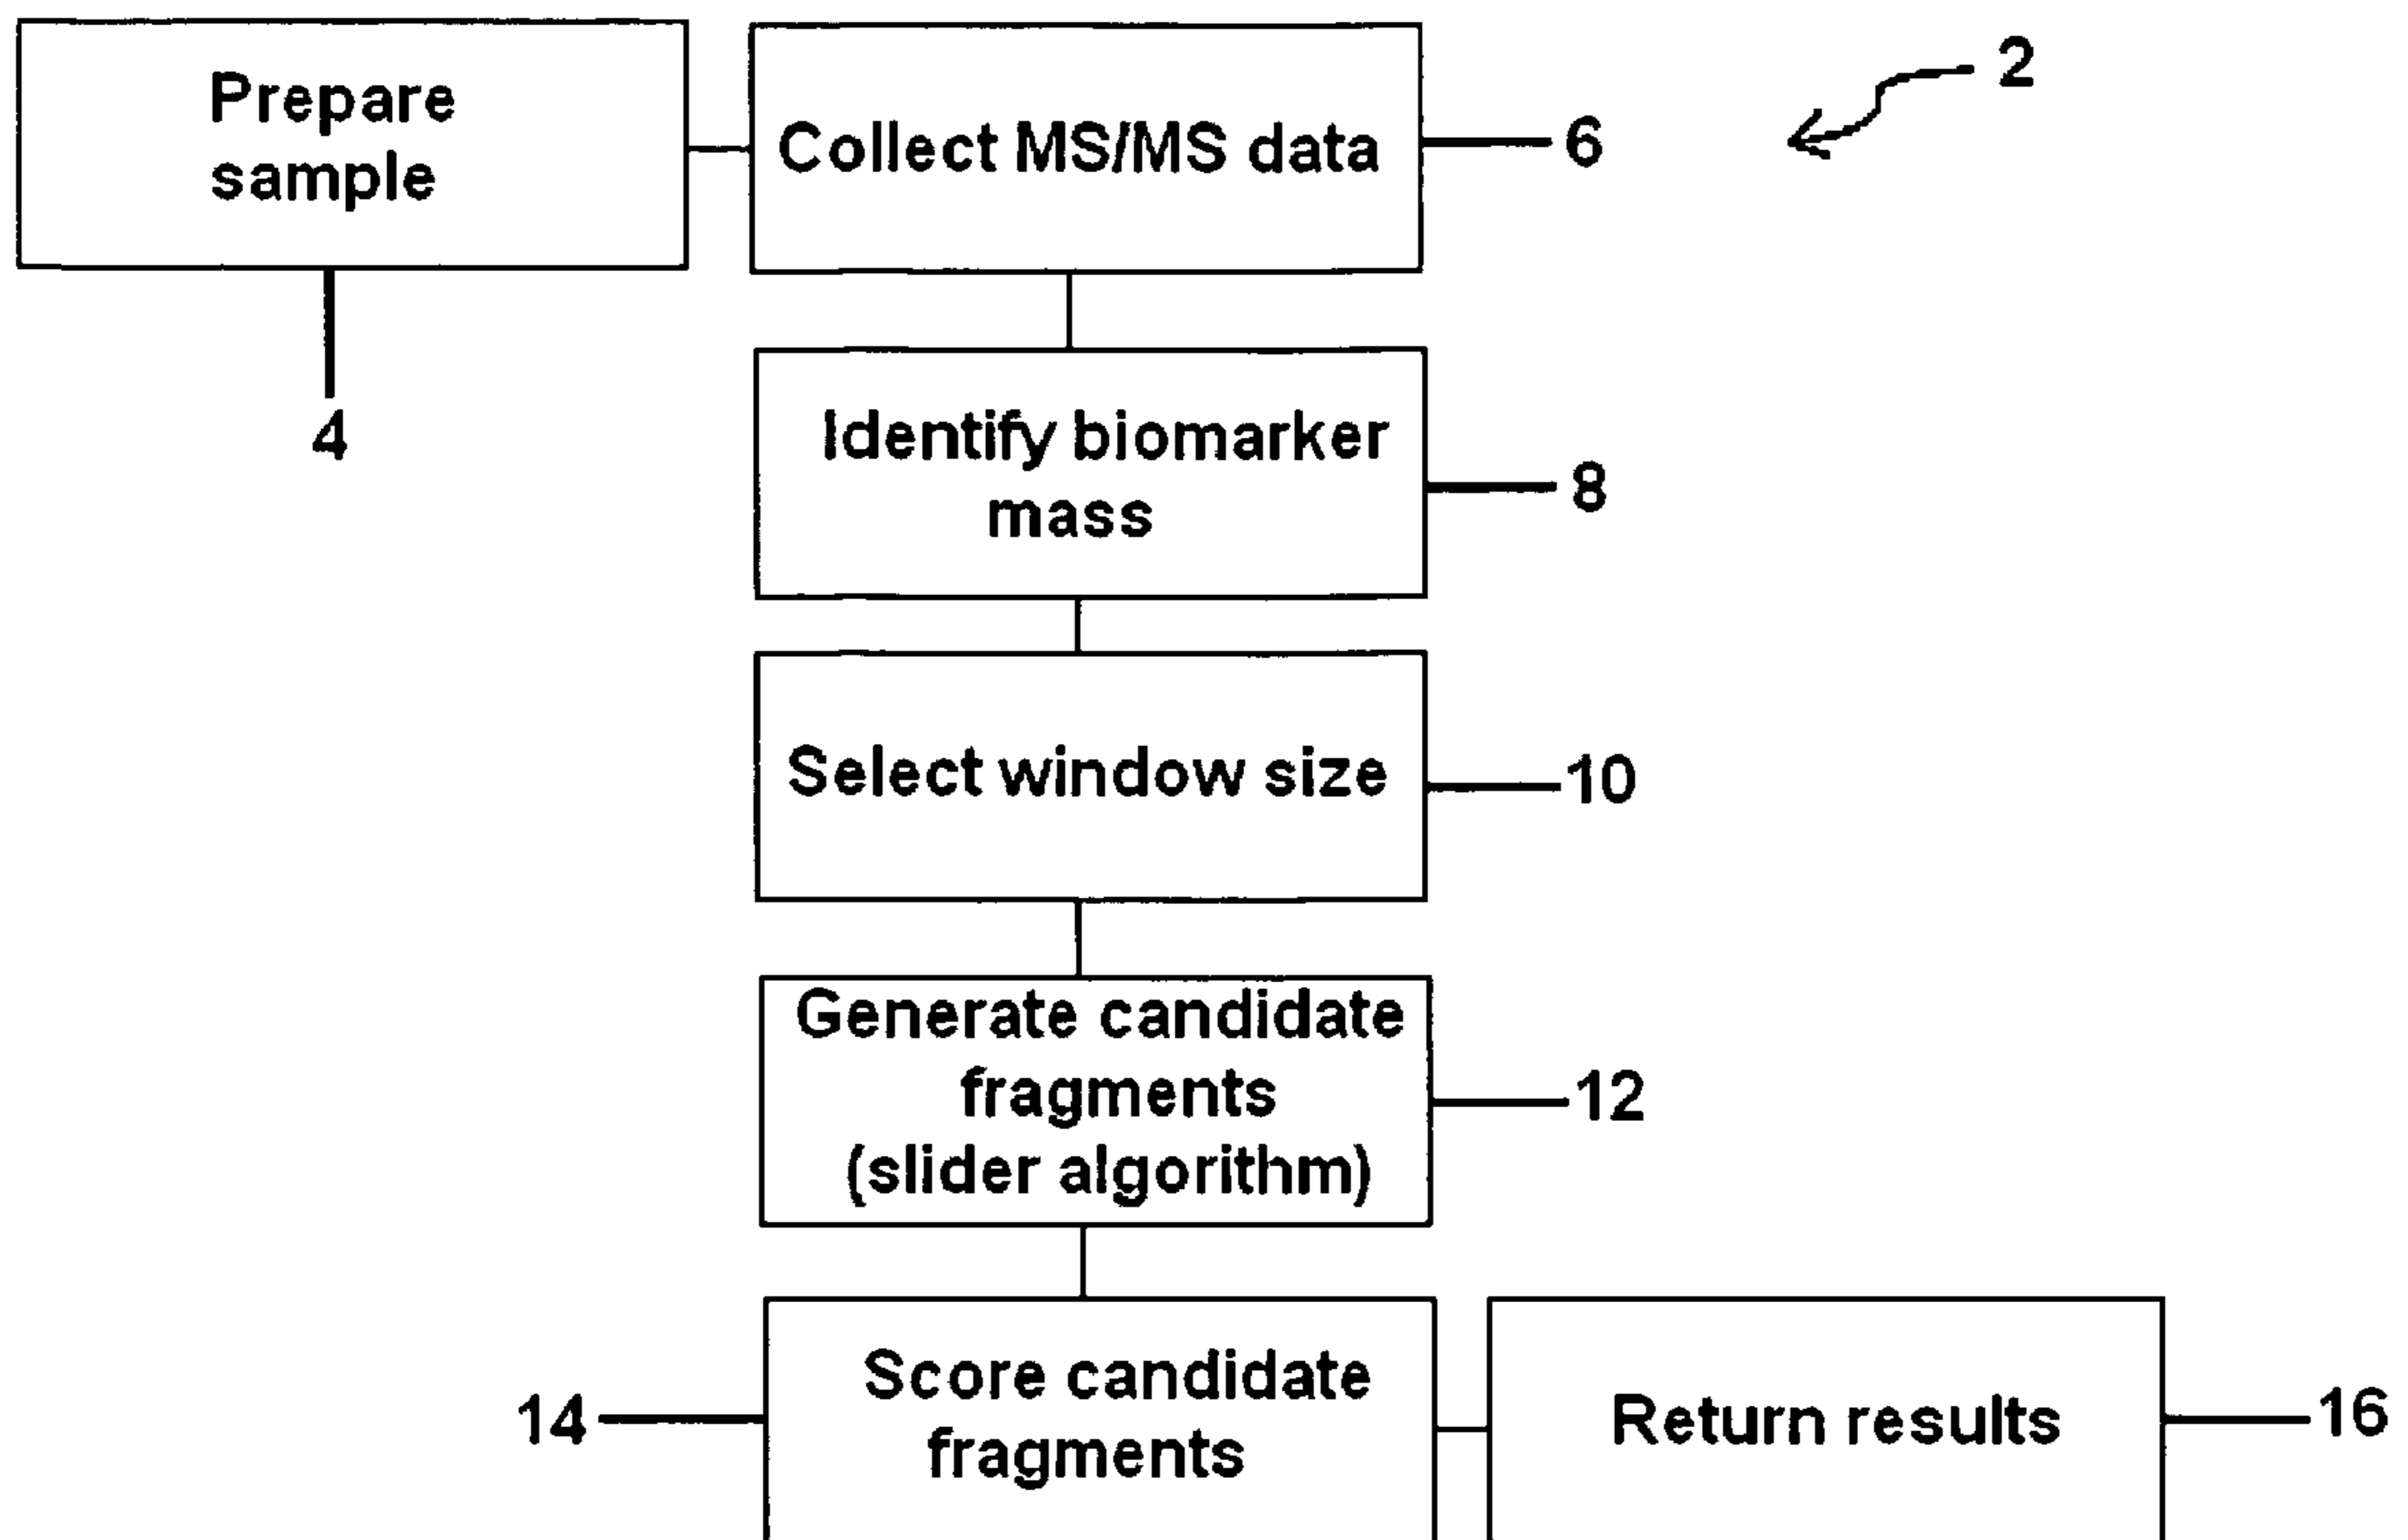 Prepare
sample
Collect MS/MS data
6
2
4
Identify biomarker
mass
8
Select window size
10
Generate candidate
fragments
(slider algorithm)
12
14
Score candidate
fragments
Return results
16